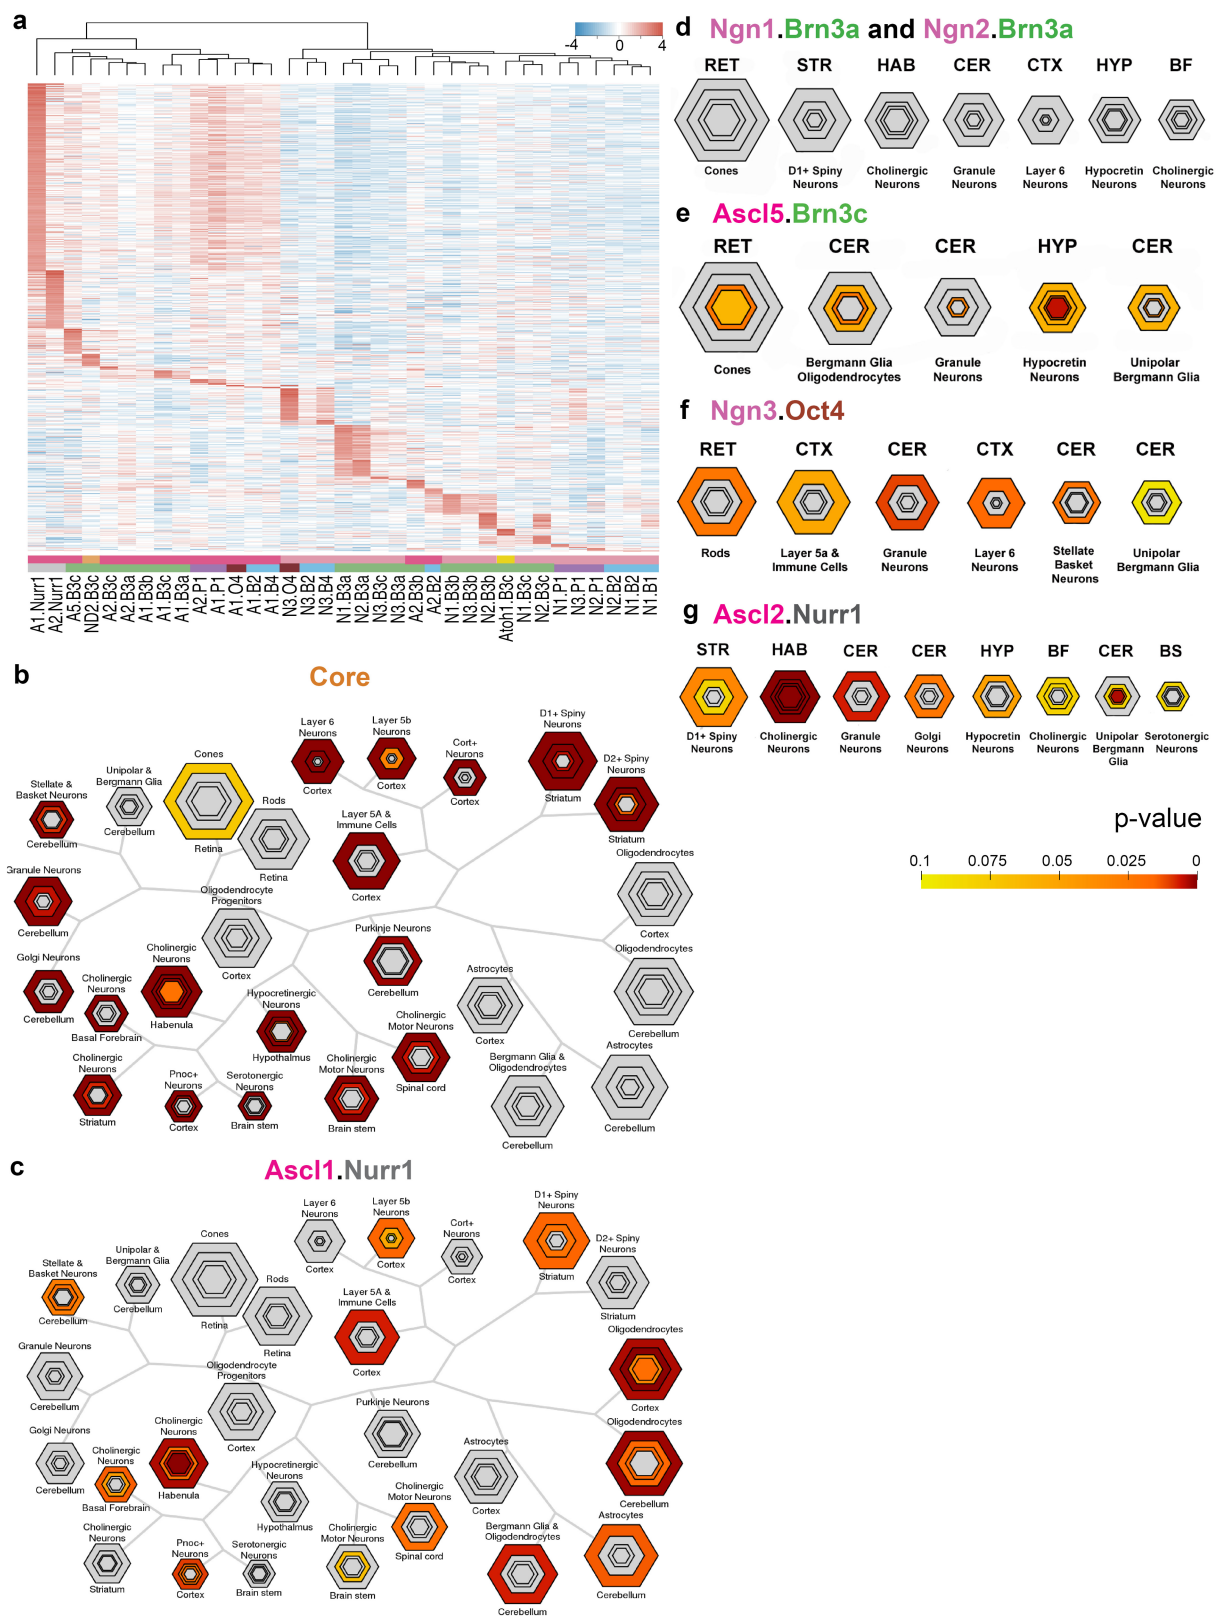 a
-4 0 4
A1.Nurr1
A2.Nurr1
A5.B3c
ND2.B3c
A2.B3c
A2.B3a
A1.B3b
A1.B3c
A1.B3a
A2.P1
A1.P1
A1.O4
A1.B2
A1.B4
N3.O4
N3.B2
N3.B4
N1.B3a
N2.B3a
N3.B3c
N3.B3a
A2.B3b
A2.B2
N1.B3b
N3.B3b
N2.B3b
Atoh1.B3c
N1.B3c
N2.B3c
N1.P1
N3.P1
N2.P1
N2.B2
N1.B2
N1.B1
b
Core
Layer 6
Neurons
Cortex
Layer 5b
Neurons
Cortex
Cort+
Neurons
Cortex
D1+ Spiny
Neurons
Striatum
D2+ Spiny
Neurons
Striatum
Cones
Retina
Unipolar &
Bergmann Glia
Cerebellum
Stellate &
Basket Neurons
Cerebellum
Rods
Retina
Layer 5A &
Immune Cells
Cortex
Oligodendrocytes
Cortex
Granule Neurons
Cerebellum
Oligodendrocyte
Progenitors
Cortex
Purkinje Neurons
Cerebellum
Oligodendrocytes
Cerebellum
Golgi Neurons
Cerebellum
Cholinergic
Neurons
Basal Forebrain
Cholinergic
Neurons
Habenula
Hypocretinergic
Neurons
Hypothalmus
Astrocytes
Cortex
Cholinergic
Motor Neurons
Spinal cord
Astrocytes
Cerebellum
Cholinergic
Neurons
Striatum
Pnoc+
Neurons
Cortex
Serotonergic
Neurons
Brain stem
Cholinergic
Motor Neurons
Brain stem
Bergmann Glia &
Oligodendrocytes
Cerebellum
c
Ascl1.Nurr1
Layer 6
Neurons
Cortex
Layer 5b
Neurons
Cortex
Cort+
Neurons
Cortex
D1+ Spiny
Neurons
Striatum
D2+ Spiny
Neurons
Striatum
Cones
Retina
Unipolar &
Bergmann Glia
Cerebellum
Stellate &
Basket Neurons
Cerebellum
Rods
Retina
Layer 5A &
Immune Cells
Cortex
Oligodendrocytes
Cortex
Granule Neurons
Cerebellum
Oligodendrocyte
Progenitors
Cortex
Purkinje Neurons
Cerebellum
Oligodendrocytes
Cerebellum
Golgi Neurons
Cerebellum
Cholinergic
Neurons
Basal Forebrain
Cholinergic
Neurons
Habenula
Hypocretinergic
Neurons
Hypothalmus
Astrocytes
Cortex
Cholinergic
Motor Neurons
Spinal cord
Astrocytes
Cerebellum
Cholinergic
Neurons
Striatum
Pnoc+
Neurons
Cortex
Serotonergic
Neurons
Brain stem
Cholinergic
Motor Neurons
Brain stem
Bergmann Glia &
Oligodendrocytes
Cerebellum
d Ngn1.Brn3a and Ngn2.Brn3a
RET STR HAB CER CTX HYP BF
Cones D1+ Spiny Cholinergic Granule Layer 6 Hypocretin Cholinergic
Neurons Neurons Neurons Neurons Neurons Neurons
e Ascl5.Brn3c
RET CER CER HYP CER
Cones Bergmann Glia Granule Hypocretin Unipolar
Oligodendrocytes Neurons Neurons Bergmann Glia
f Ngn3.Oct4
RET CTX CER CTX CER CER
Rods Layer 5a & Granule Layer 6 Stellate Unipolar
Immune Cells Neurons Neurons Basket Bergmann Glia
Neurons
g Ascl2.Nurr1
STR HAB CER CER HYP BF CER BS
D1+ Spiny Cholinergic Granule Golgi Hypocretin Cholinergic Unipolar Serotonergic
Neurons Neurons Neurons Neurons Neurons Neurons Bergmann Neurons
Glia
p-value
0.1 0.075 0.05 0.025 0